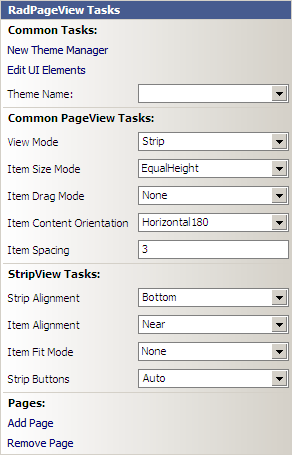 RadPageView Tasks
Common Tasks:
New Theme Manager
Edit UI Elements
Theme Name:
Common PageView Tasks:
View Mode Strip
Item Size Mode EqualHeight
Item Drag Mode None
Item Content Orientation Horizontal180
Item Spacing 3
StripView Tasks:
Strip Alignment Bottom
Item Alignment Near
Item Fit Mode None
Strip Buttons Auto
Pages:
Add Page
Remove Page